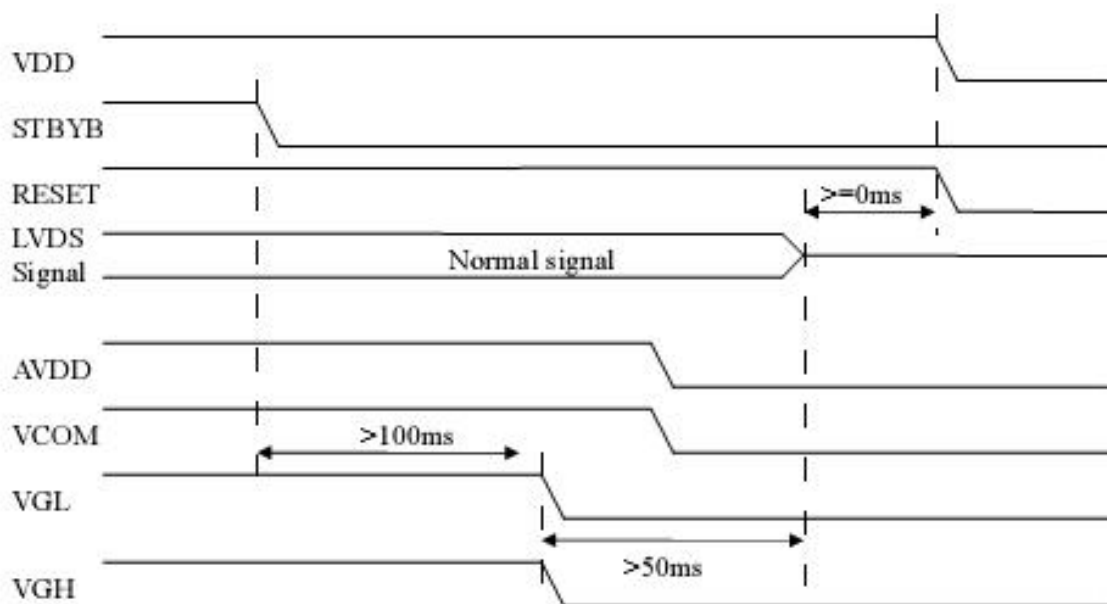 VDD
STBYB
RESET
>=0ms
LVDS
Signal
Normal signal
AVDD
VCOM
>100ms
VGL
>50ms
VGH